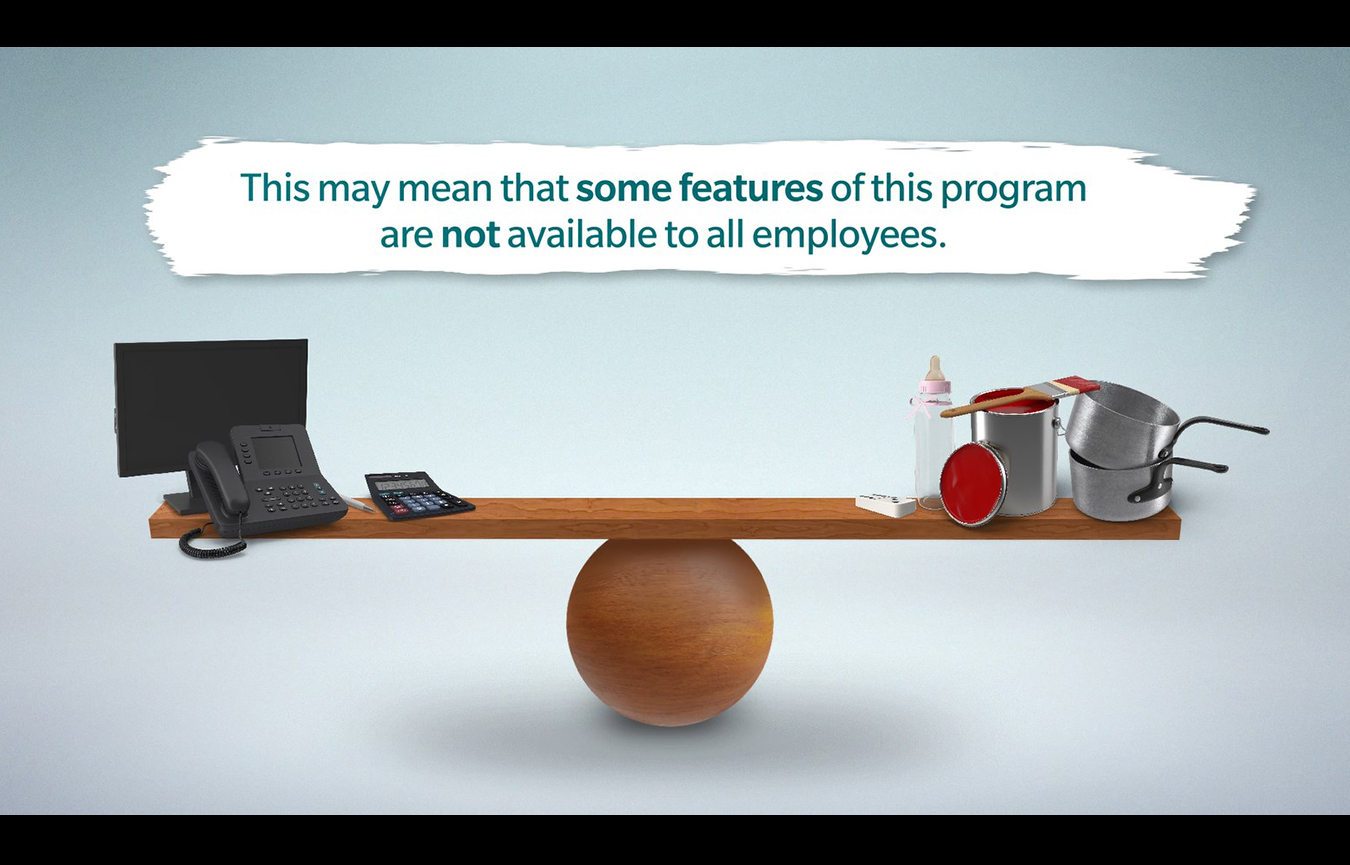 This may mean that some features of this program
are not available to all employees.